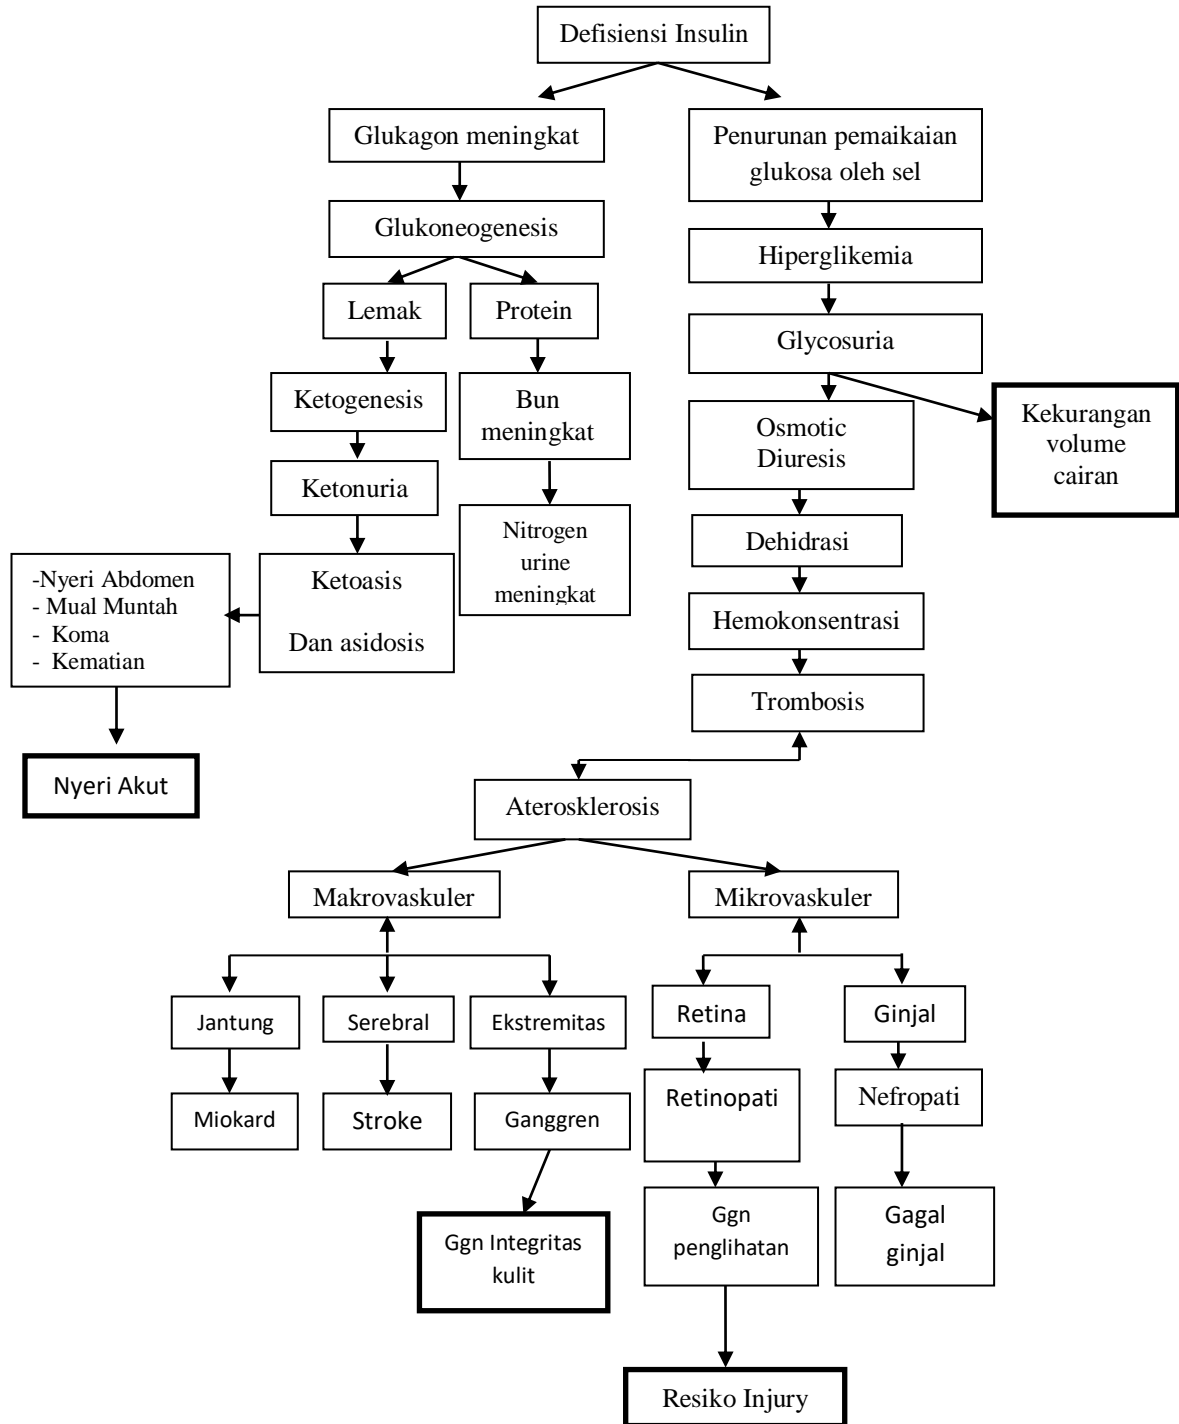 Defisiensi Insulin
Glukagon meningkat
Penurunan pemaikaian
glukosa oleh sel
Glukoneogenesis
Hiperglikemia
Lemak
Protein
Glycosuria
Ketogenesis
Bun
meningkat
Osmotic
Diuresis
Kekurangan
volume
cairan
Ketonuria
Nitrogen
urine
meningkat
Dehidrasi
-Nyeri Abdomen
- Mual Muntah
- Koma
- Kematian
Ketoasis
Dan asidosis
Hemokonsentrasi
Trombosis
Nyeri Akut
Aterosklerosis
Makrovaskuler
Mikrovaskuler
Jantung
Serebral
Ekstremitas
Retina
Ginjal
Miokard
Stroke
Ganggren
Retinopati
Nefropati
Ggn Integritas
kulit
Ggn
penglihatan
Gagal
ginjal
Resiko Injury